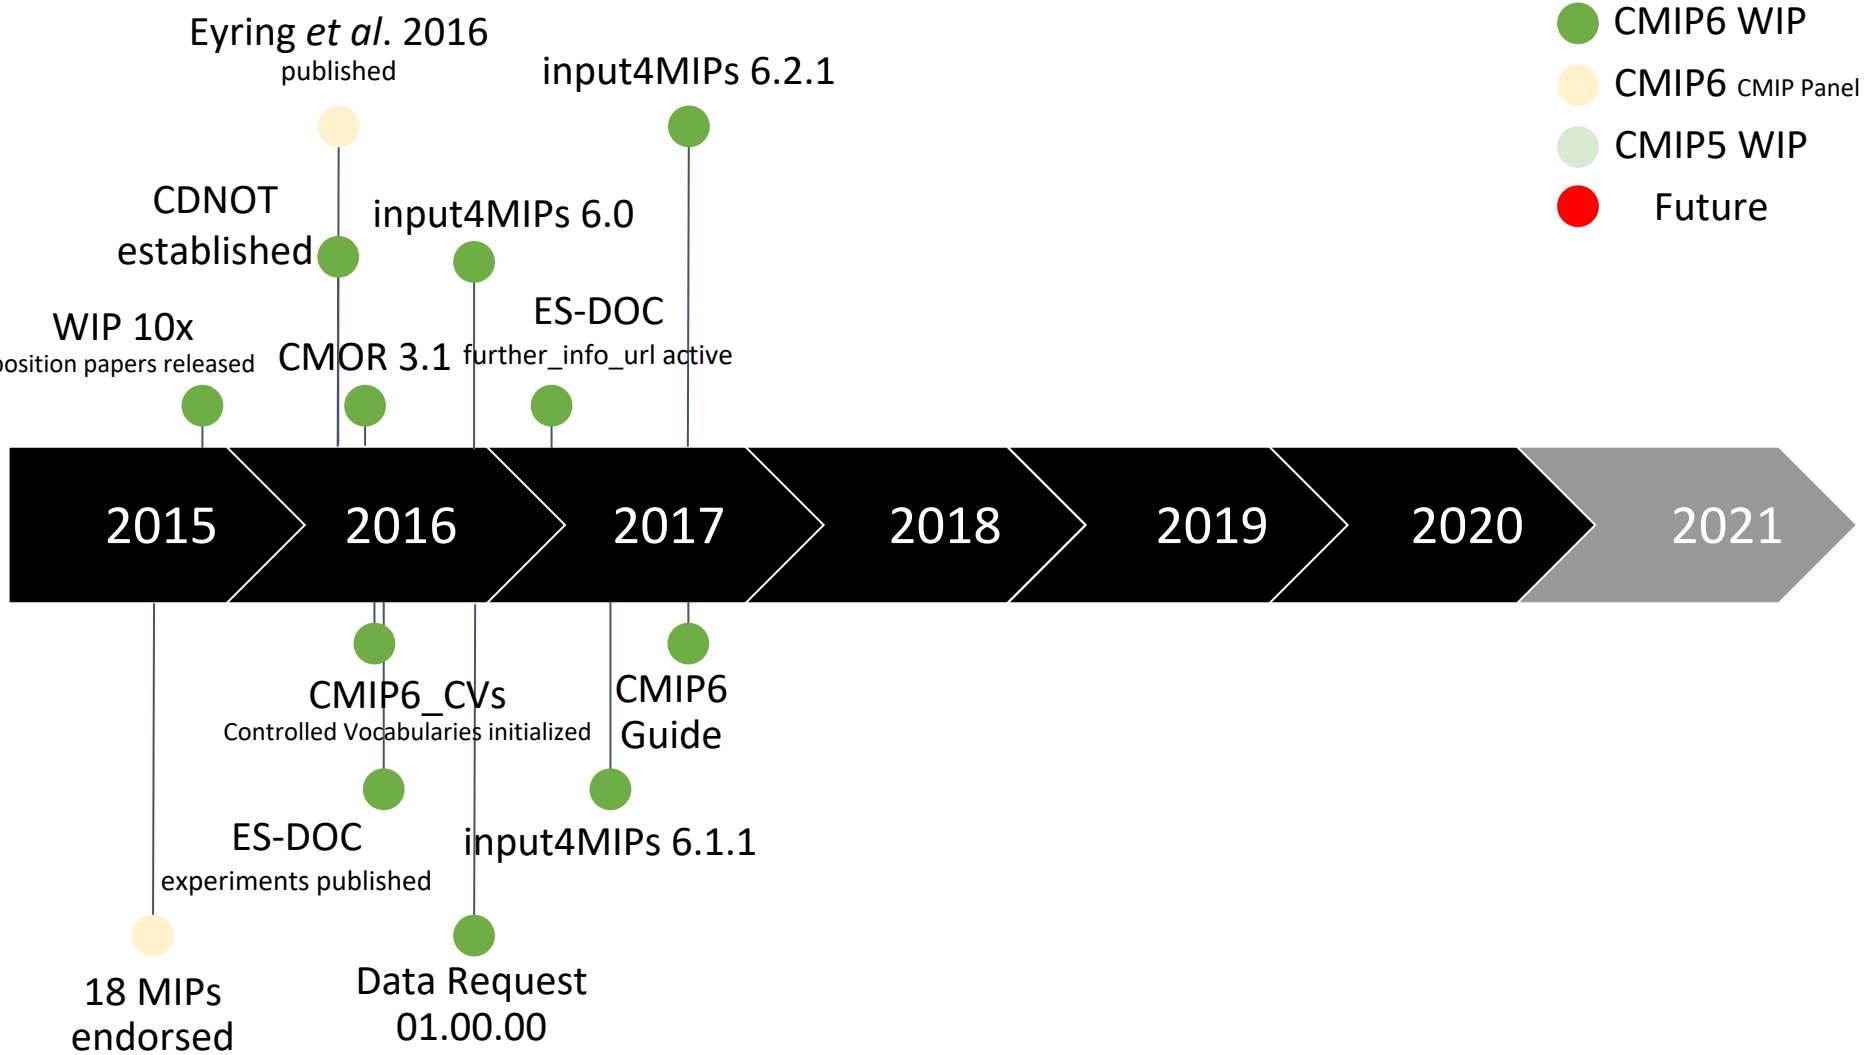 Eyring et al. 2016
published
input4MIPs 6.2.1
CMIP6 WIP
CMIP6 CMIP Panel
CMIP5 WIP
Future
CDNOT
established
input4MIPs 6.0
WIP 10x
position papers released
CMOR 3.1
ES-DOC
further_info_url active
2015
2016
2017
2018
2019
2020
2021
CMIP6_CVs
Controlled Vocabularies initialized
CMIP6
Guide
ES-DOC
experiments published
input4MIPs 6.1.1
18 MIPs
endorsed
Data Request
01.00.00